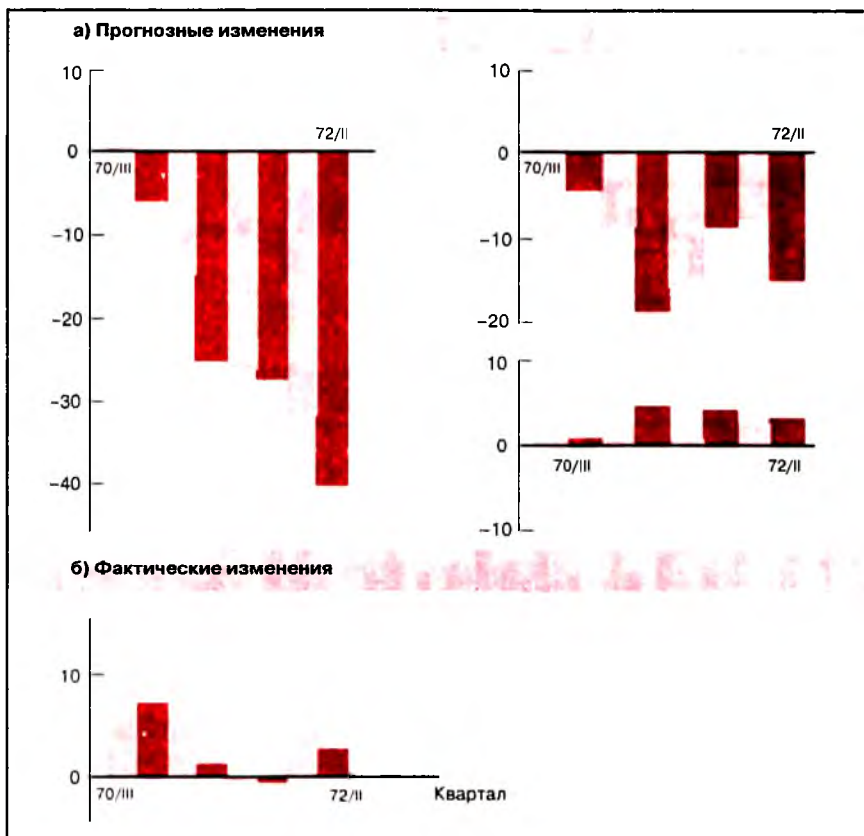 а) Прогнозные изменения
10
0
70/III
72/II
-10
-20
-30
-40
10
0
70/III
72/II
-10
-20
10
0
70/III
72/II
-10
б) Фактические изменения
10
0
70/III
72/II
Квартал